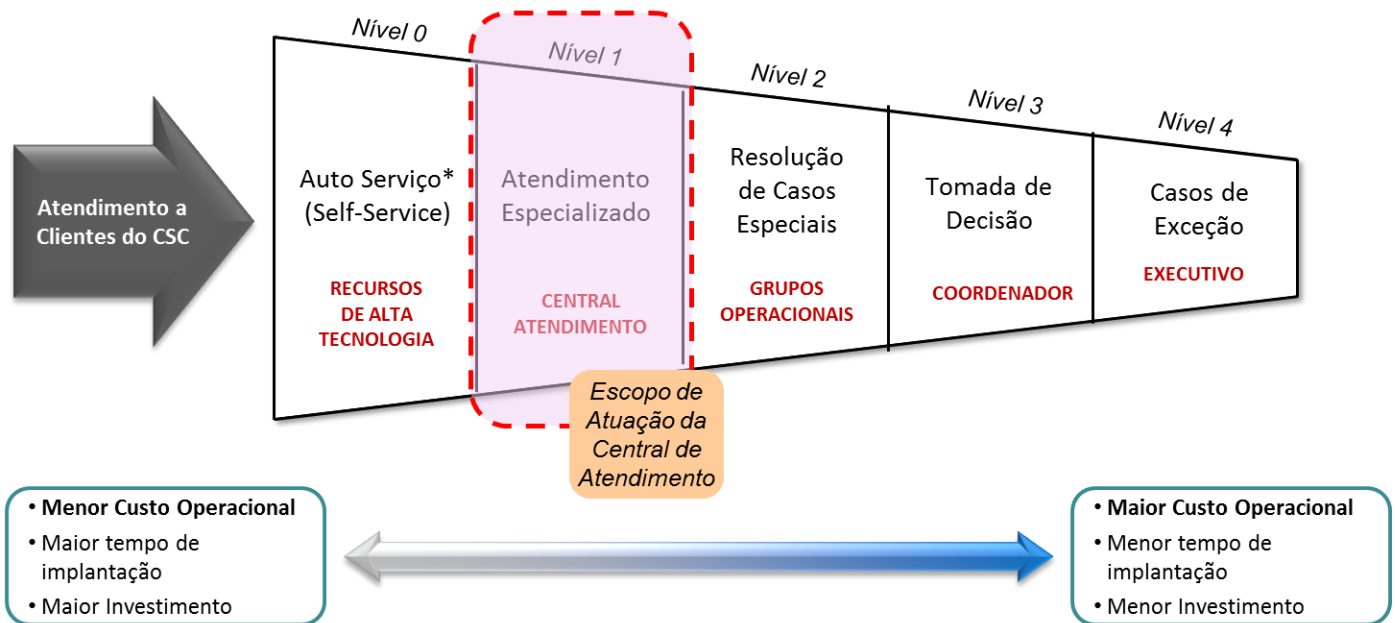 Nível 0
Nível 1
Nível 2
Nível 3
Nível 4
Atendimento a
Clientes do CSC
Auto Serviço*
(Self-Service)
RECURSOS
DE ALTA
TECNOLOGIA
Atendimento
Especializado
CENTRAL
ATENDIMENTO
Resolução
de Casos
Especiais
GRUPOS
OPERACIONAIS
Tomada de
Decisão
COORDENADOR
Casos de
Exceção
EXECUTIVO
Escopo de
Atuação da
Central de
Atendimento
• Menor Custo Operacional
• Maior tempo de
implantação
• Maior Investimento
• Maior Custo Operacional
• Menor tempo de
implantação
• Menor Investimento